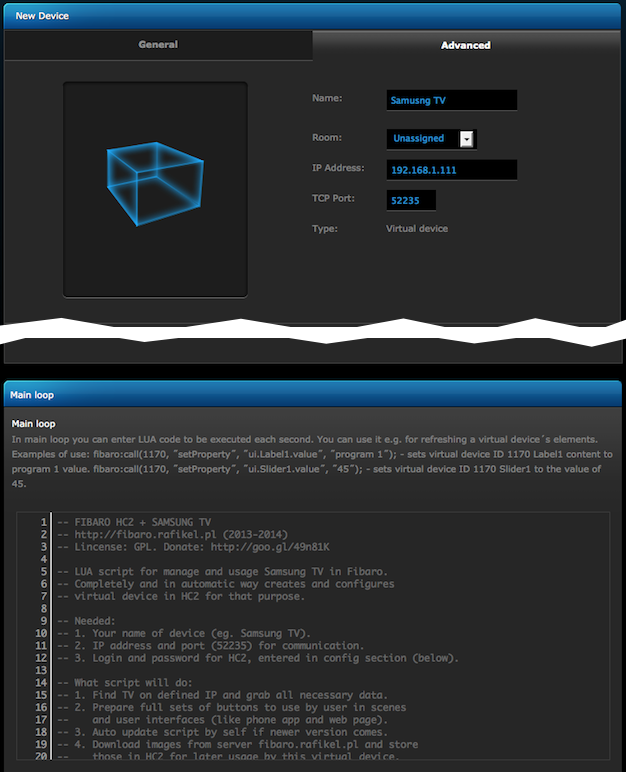 New Device
General
Advanced
Name:
Samusng TV
Room:
Unassigned
IP Address:
192.168.1.111
TCP Port:
52235
Type:
Virtual device
Main loop
Main loop
In main loop you can enter LUA code to be executed each second. You can use it e.g. for refreshing a virtual device´s elements.
Examples of use: fibaro:call(1170, "setProperty", "ui.Label1.value", "program 1"); - sets virtual device ID 1170 Label1 content to
program 1 value. fibaro:call(1170, "setProperty", "ui.Slider1.value", "45"); - sets virtual device ID 1170 Slider1 to the value of
45.
1 -- FIBARO HC2 + SAMSUNG TV
2 -- http://fibaro.rafikel.pl (2013-2014)
3 -- Lincense: GPL. Donate: http://goo.gl/49n81K
4
5 -- LUA script for manage and usage Samsung TV in Fibaro.
6 -- Completely and in automatic way creates and configures
7 -- virtual device in HC2 for that purpose.
8
9 -- Needed:
10 -- 1. Your name of device (eg. Samsung TV).
11 -- 2. IP address and port (52235) for communication.
12 -- 3. Login and password for HC2, entered in config section (below).
13
14 -- What script will do:
15 -- 1. Find TV on defined IP and grab all necessary data.
16 -- 2. Prepare full sets of buttons to use by user in scenes
17 -- and user interfaces (like phone app and web page).
18 -- 3. Auto update script by self if newer version comes.
19 -- 4. Download images from server fibaro.rafikel.pl and store
20 -- those in HC2 for later usage by this virtual device.